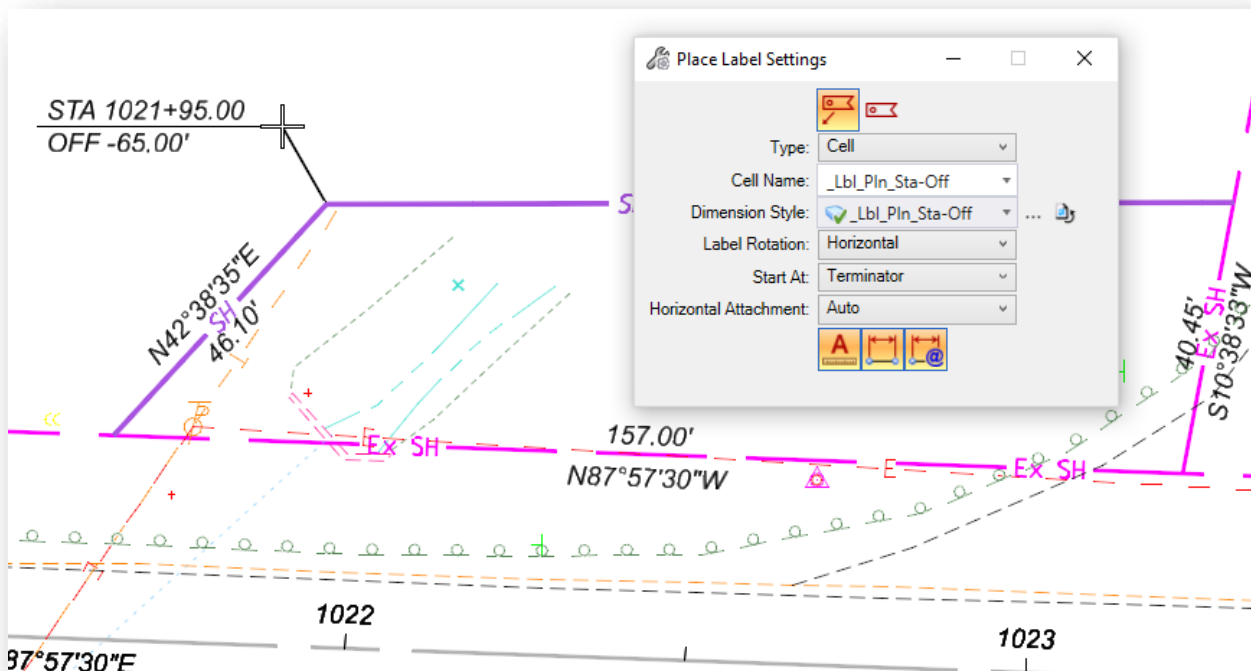 Place Label Settings
Type: Cell
Cell Name: _Lbl_Pln_Sta-Off
Dimension Style: _Lbl_Pln_Sta-Off
Label Rotation: Horizontal
Start At: Terminator
Horizontal Attachment: Auto
A
@
STA 1021+95.00
OFF -65.00'
N42°38'35"E
SH
46.10'
40.45'
Ex SH
S10°38'33"W
E
Ex SH
157.00'
N87°57'30"W
E
Ex SH
1022
1023
87°57'30"E